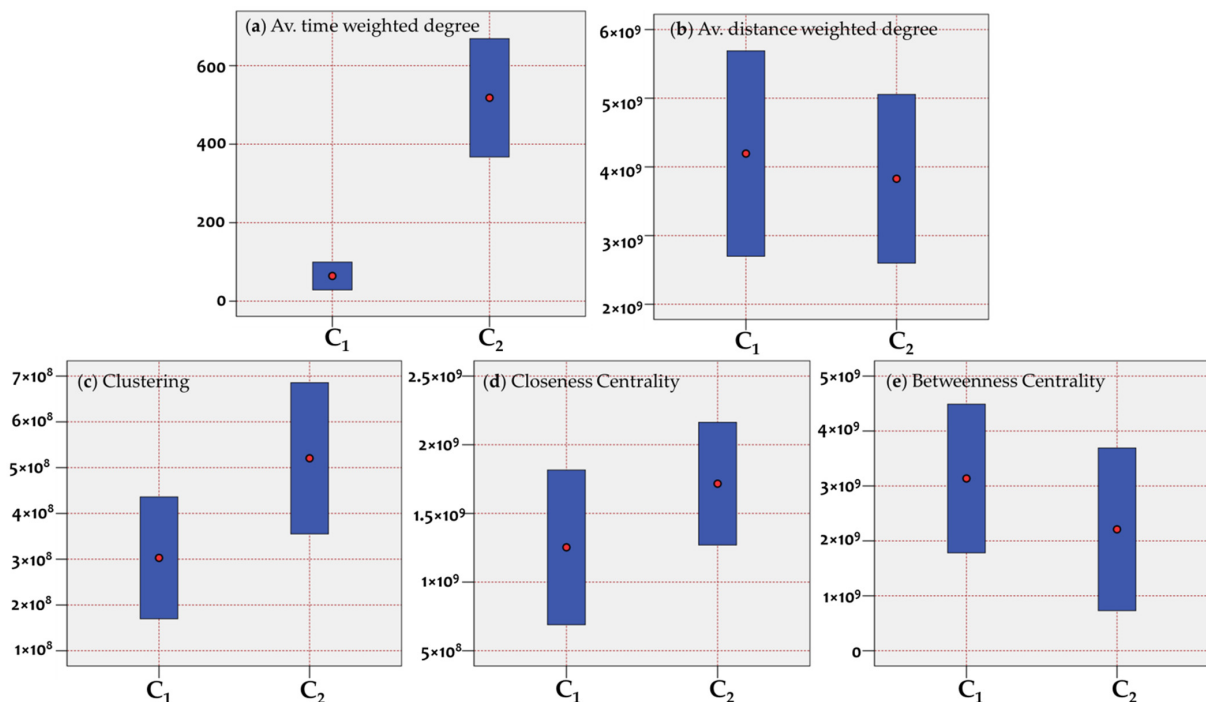 (a) Av. time weighted degree
600
400
200
0
C₁ C₂
(b) Av. distance weighted degree
6×10⁹
5×10⁹
4×10⁹
3×10⁹
2×10⁹
C₁ C₂
(c) Clustering
7×10⁸
6×10⁸
5×10⁸
4×10⁸
3×10⁸
2×10⁸
1×10⁸
C₁ C₂
(d) Closeness Centrality
2.5×10⁹
2×10⁹
1.5×10⁹
1×10⁹
5×10⁸
C₁ C₂
(e) Betweenness Centrality
5×10⁹
4×10⁹
3×10⁹
2×10⁹
1×10⁹
0
C₁ C₂